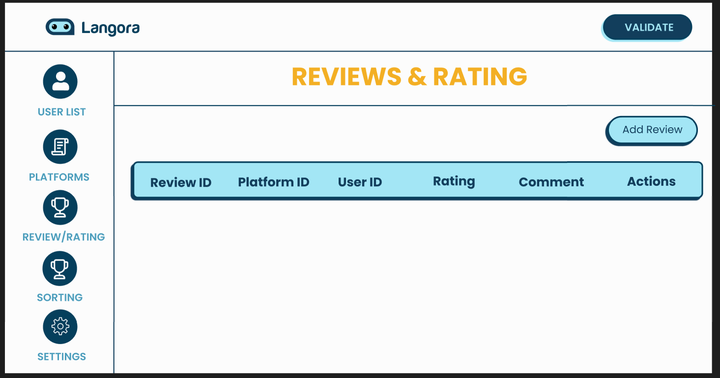 Langora
VALIDATE
REVIEWS & RATING
Add Review
USER LIST
PLATFORMS
REVIEW/RATING
SORTING
SETTINGS
Review ID Platform ID User ID Rating Comment Actions